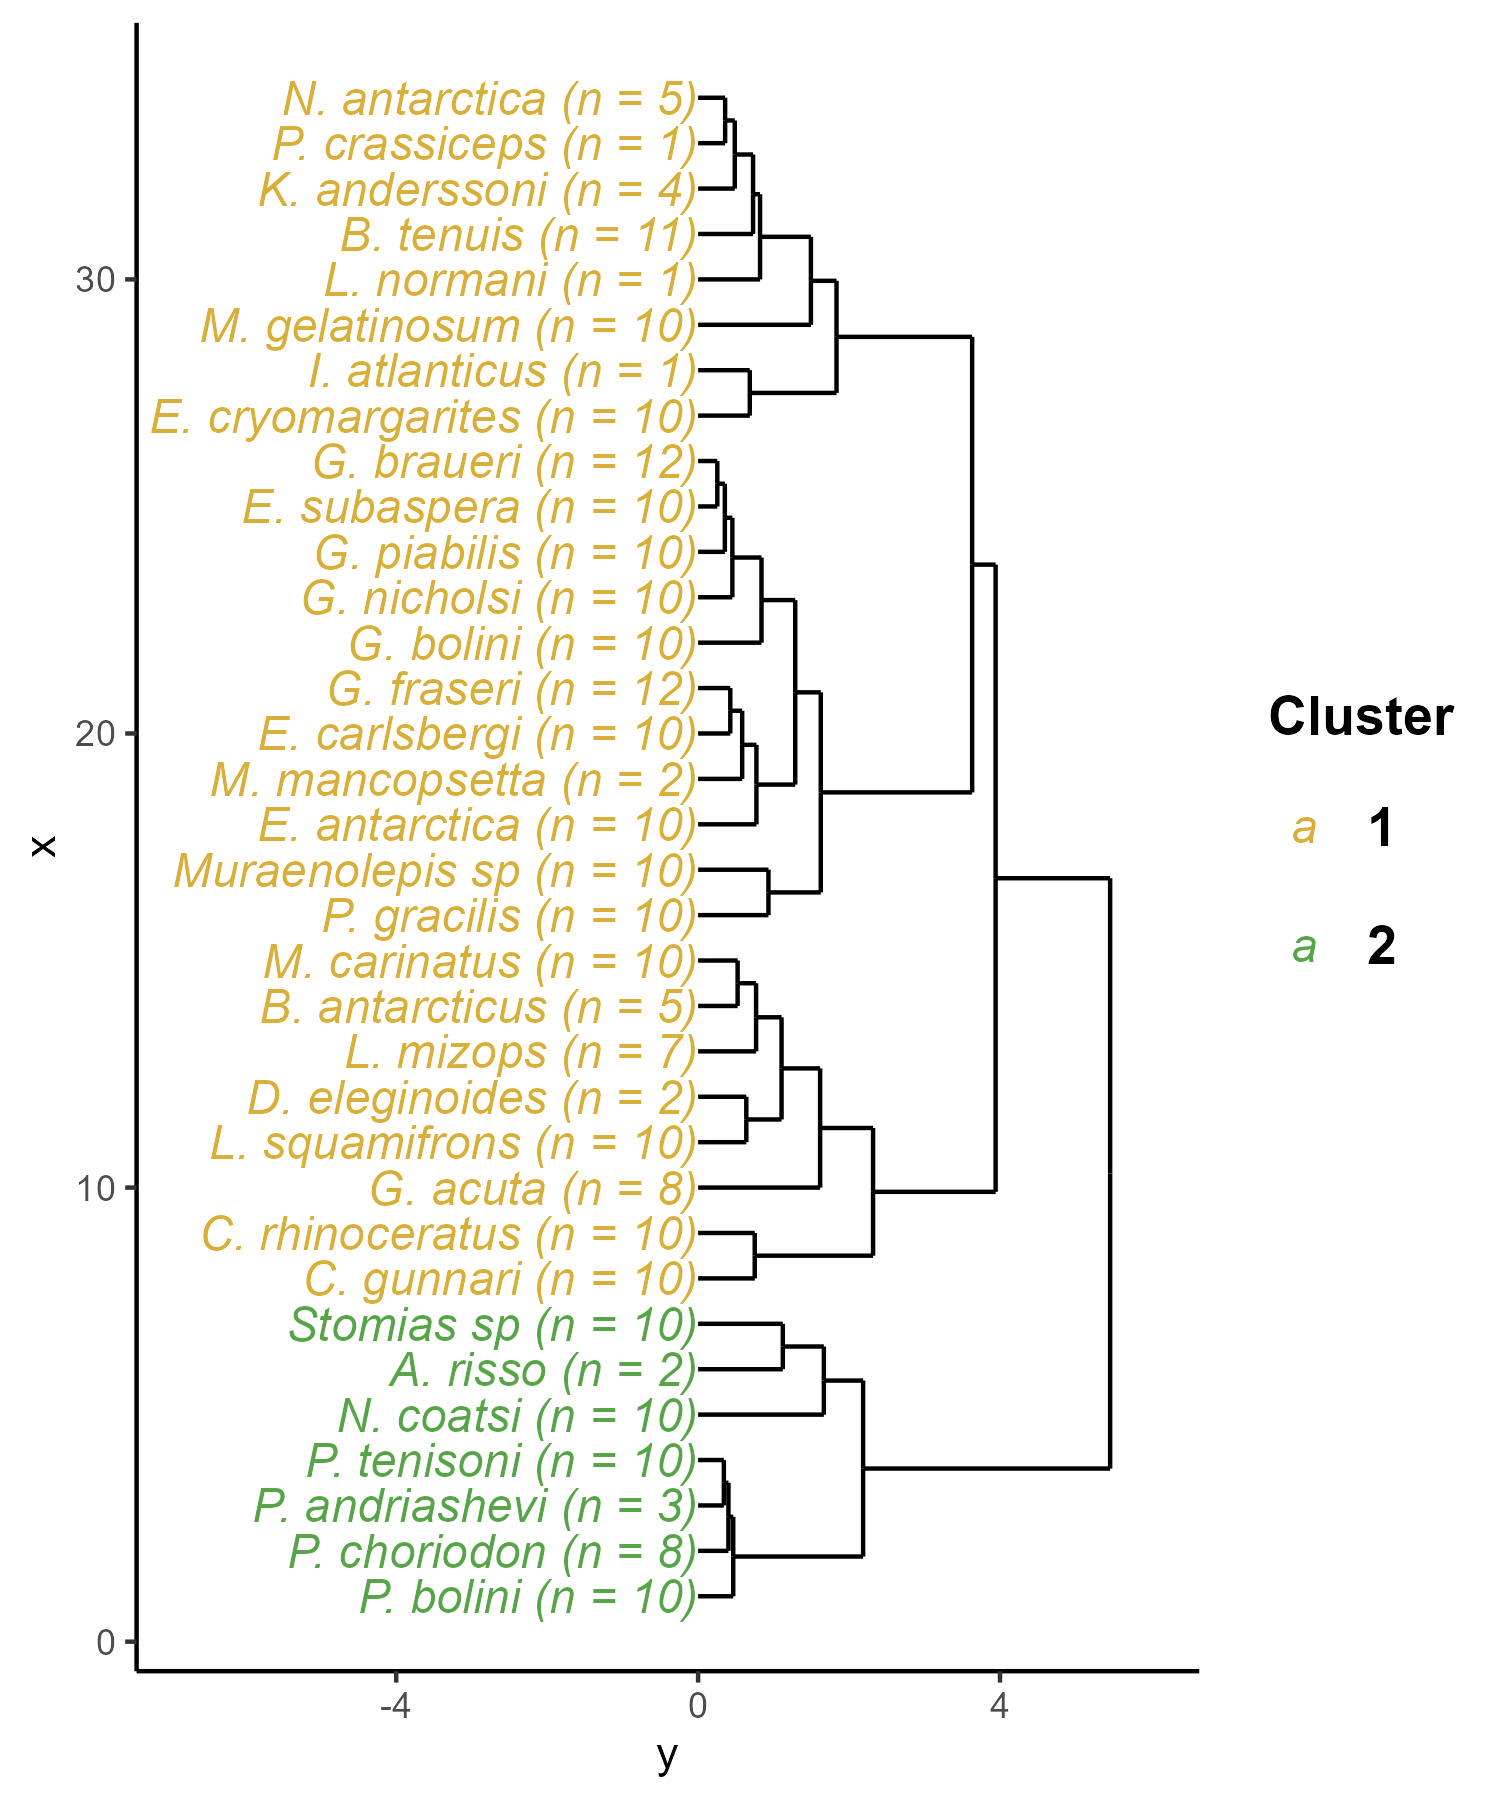 N. antarctica (n = 5)
P. crassiceps (n = 1)
K. anderssoni (n = 4)
B. tenuis (n = 11)
L. normani (n = 1)
30
M. gelatinosum (n = 10)
I. atlanticus (n = 1)
E. cryomargarites (n = 10)
G. braueri (n = 12)
E. subaspera (n = 10)
G. piabilis (n = 10)
G. nicholsi (n = 10)
G. bolini (n = 10)
G. fraseri (n = 12)
E. carlsbergi (n = 10)
20
M. mancopsetta (n = 2)
E. antarctica (n = 10)
x
Muraenolepis sp (n = 10)
P. gracilis (n = 10)
M. carinatus (n = 10)
B. antarcticus (n = 5)
L. mizops (n = 7)
D. eleginoides (n = 2)
L. squamifrons (n = 10)
G. acuta (n = 8)
10
C. rhinoceratus (n = 10)
C. gunnari (n = 10)
Stomias sp (n = 10)
A. risso (n = 2)
N. coatsi (n = 10)
P. tenisoni (n = 10)
P. andriashevi (n = 3)
P. choriodon (n = 8)
P. bolini (n = 10)
0
-4 0 4
y
Cluster
a 1
a 2